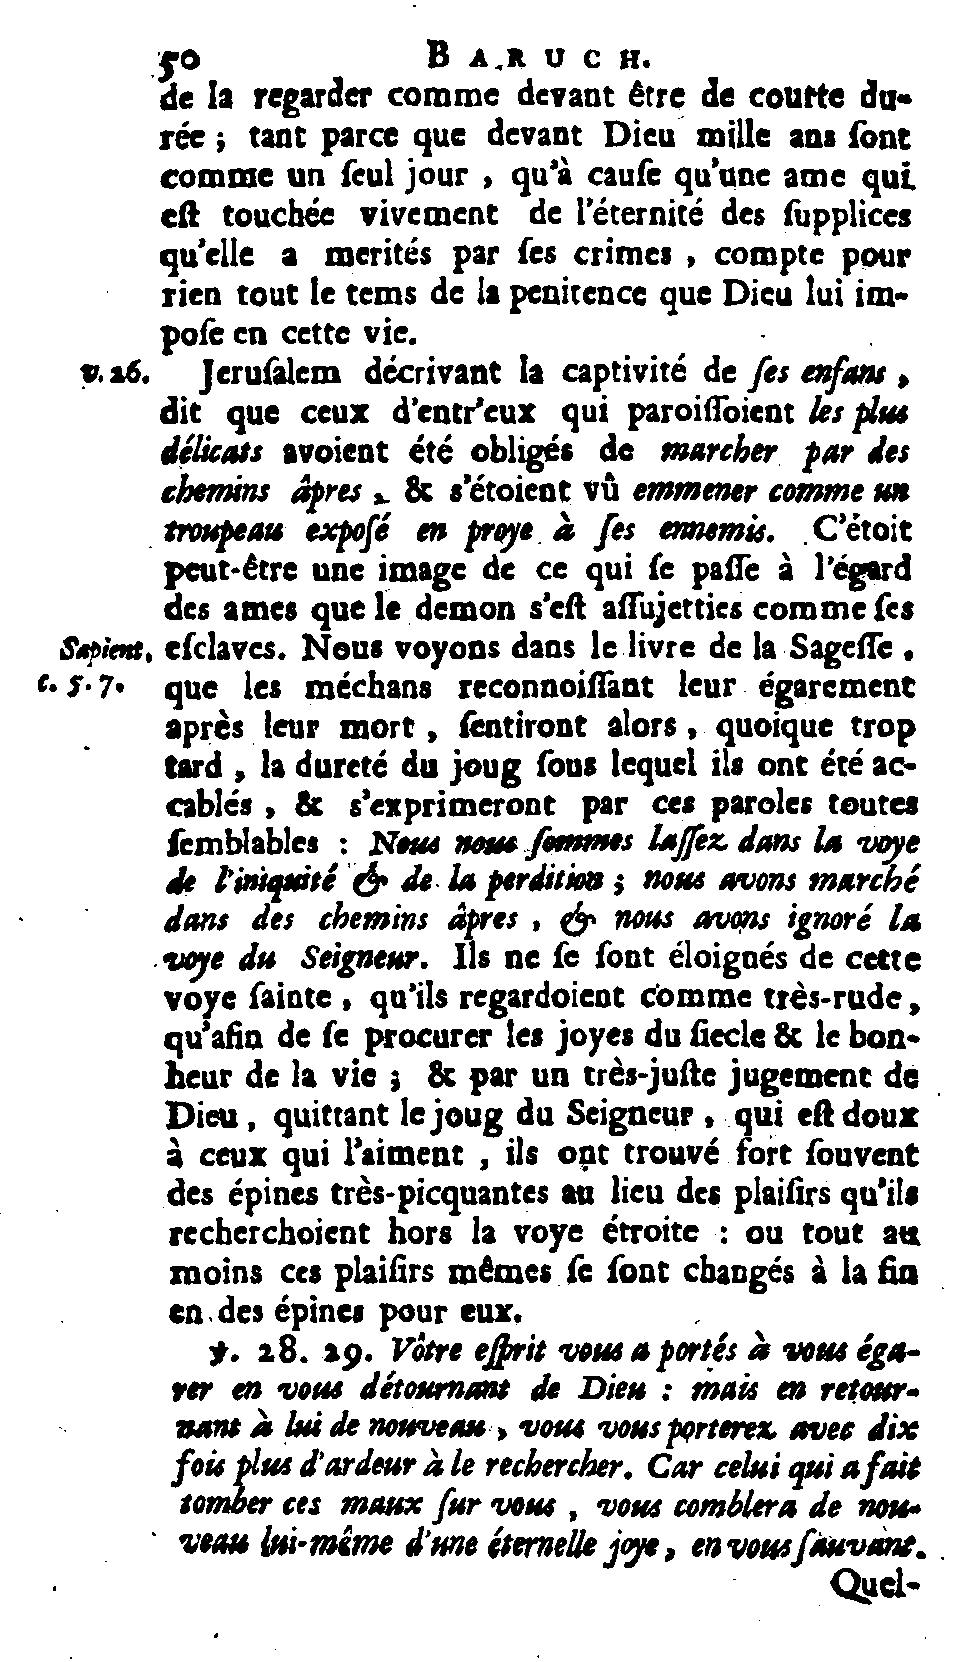 50 BARUCH.
de la regarder comme devant être de courte du-
rée ; tant parce que devant Dieu mille ans ſont
comme un ſeul jour , qu'à cauſe qu'une ame qui
eſt touchée vivement de l'éternité des ſupplices
qu'elle a merités par ſes crimes , compte pour
rien tout le tems de la penitence que Dieu lui im-
poſe en cette vie.
v. 26. Jeruſalem décrivant la captivité de ſes enfans ,
dit que ceux d'entr'eux qui paroiſſoient les plus
délicats avoient été obligés de marcher par des
chemins âpres , & s'étoient vû emmener comme un
troupeau expoſé en proye à ſes ennemis. C'étoit
peut-être une image de ce qui ſe paſſe à l'égard
des ames que le demon s'eſt aſſujetties comme ſes
Sapient. eſclaves. Nous voyons dans le livre de la Sageſſe ,
c. 5. 7. que les méchans reconnoiſſant leur égarement
après leur mort , ſentiront alors , quoique trop
tard , la dureté du joug ſous lequel ils ont été ac-
cablés , & s'exprimeront par ces paroles toutes
ſemblables : Nous nous ſommes laſſez dans la voye
de l'iniquité & de la perdition ; nous avons marché
dans des chemins âpres , & nous avons ignoré la
voye du Seigneur. Ils ne ſe ſont éloignés de cette
voye ſainte , qu'ils regardoient comme très-rude ,
qu'afin de ſe procurer les joyes du ſiecle & le bon-
heur de la vie ; & par un très-juſte jugement de
Dieu , quittant le joug du Seigneur , qui eſt doux
à ceux qui l'aiment , ils ont trouvé fort ſouvent
des épines très-picquantes au lieu des plaiſirs qu'ils
recherchoient hors la voye étroite : ou tout au
moins ces plaiſirs mêmes ſe ſont changés à la fin
en des épines pour eux.
℣. 28. 29. Vôtre eſprit vous a portés à vous éga-
rer en vous détournant de Dieu : mais en retour-
nant à lui de nouveau , vous vous porterez avec dix
fois plus d'ardeur à le rechercher. Car celui qui a fait
tomber ces maux ſur vous , vous comblera de nou-
veau lui-même d'une éternelle joye , en vous ſauvant.
Quel-